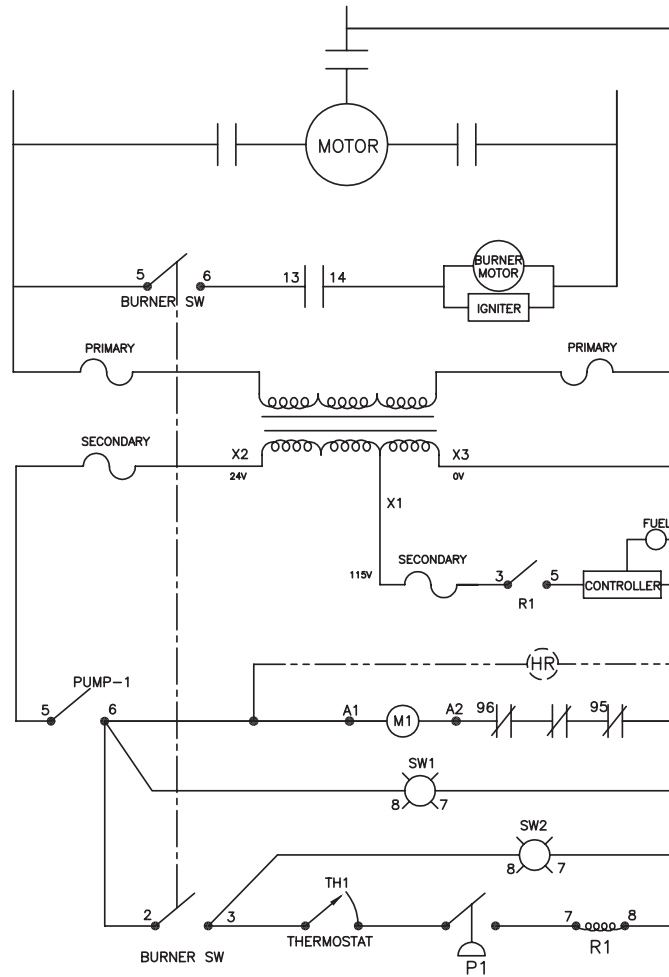 MOTOR
BURNER
MOTOR
5
6
13
14
BURNER SW
IGNITER
PRIMARY
PRIMARY
SECONDARY
X2
X3
24V
0V
X1
FUEL
115V
SECONDARY
3
5
CONTROLLER
R1
HR
PUMP-1
5
6
A1
M1
A2
96
95
SW1
8
7
SW2
8
7
TH1
2
3
7
8
THERMOSTAT
R1
BURNER SW
P1